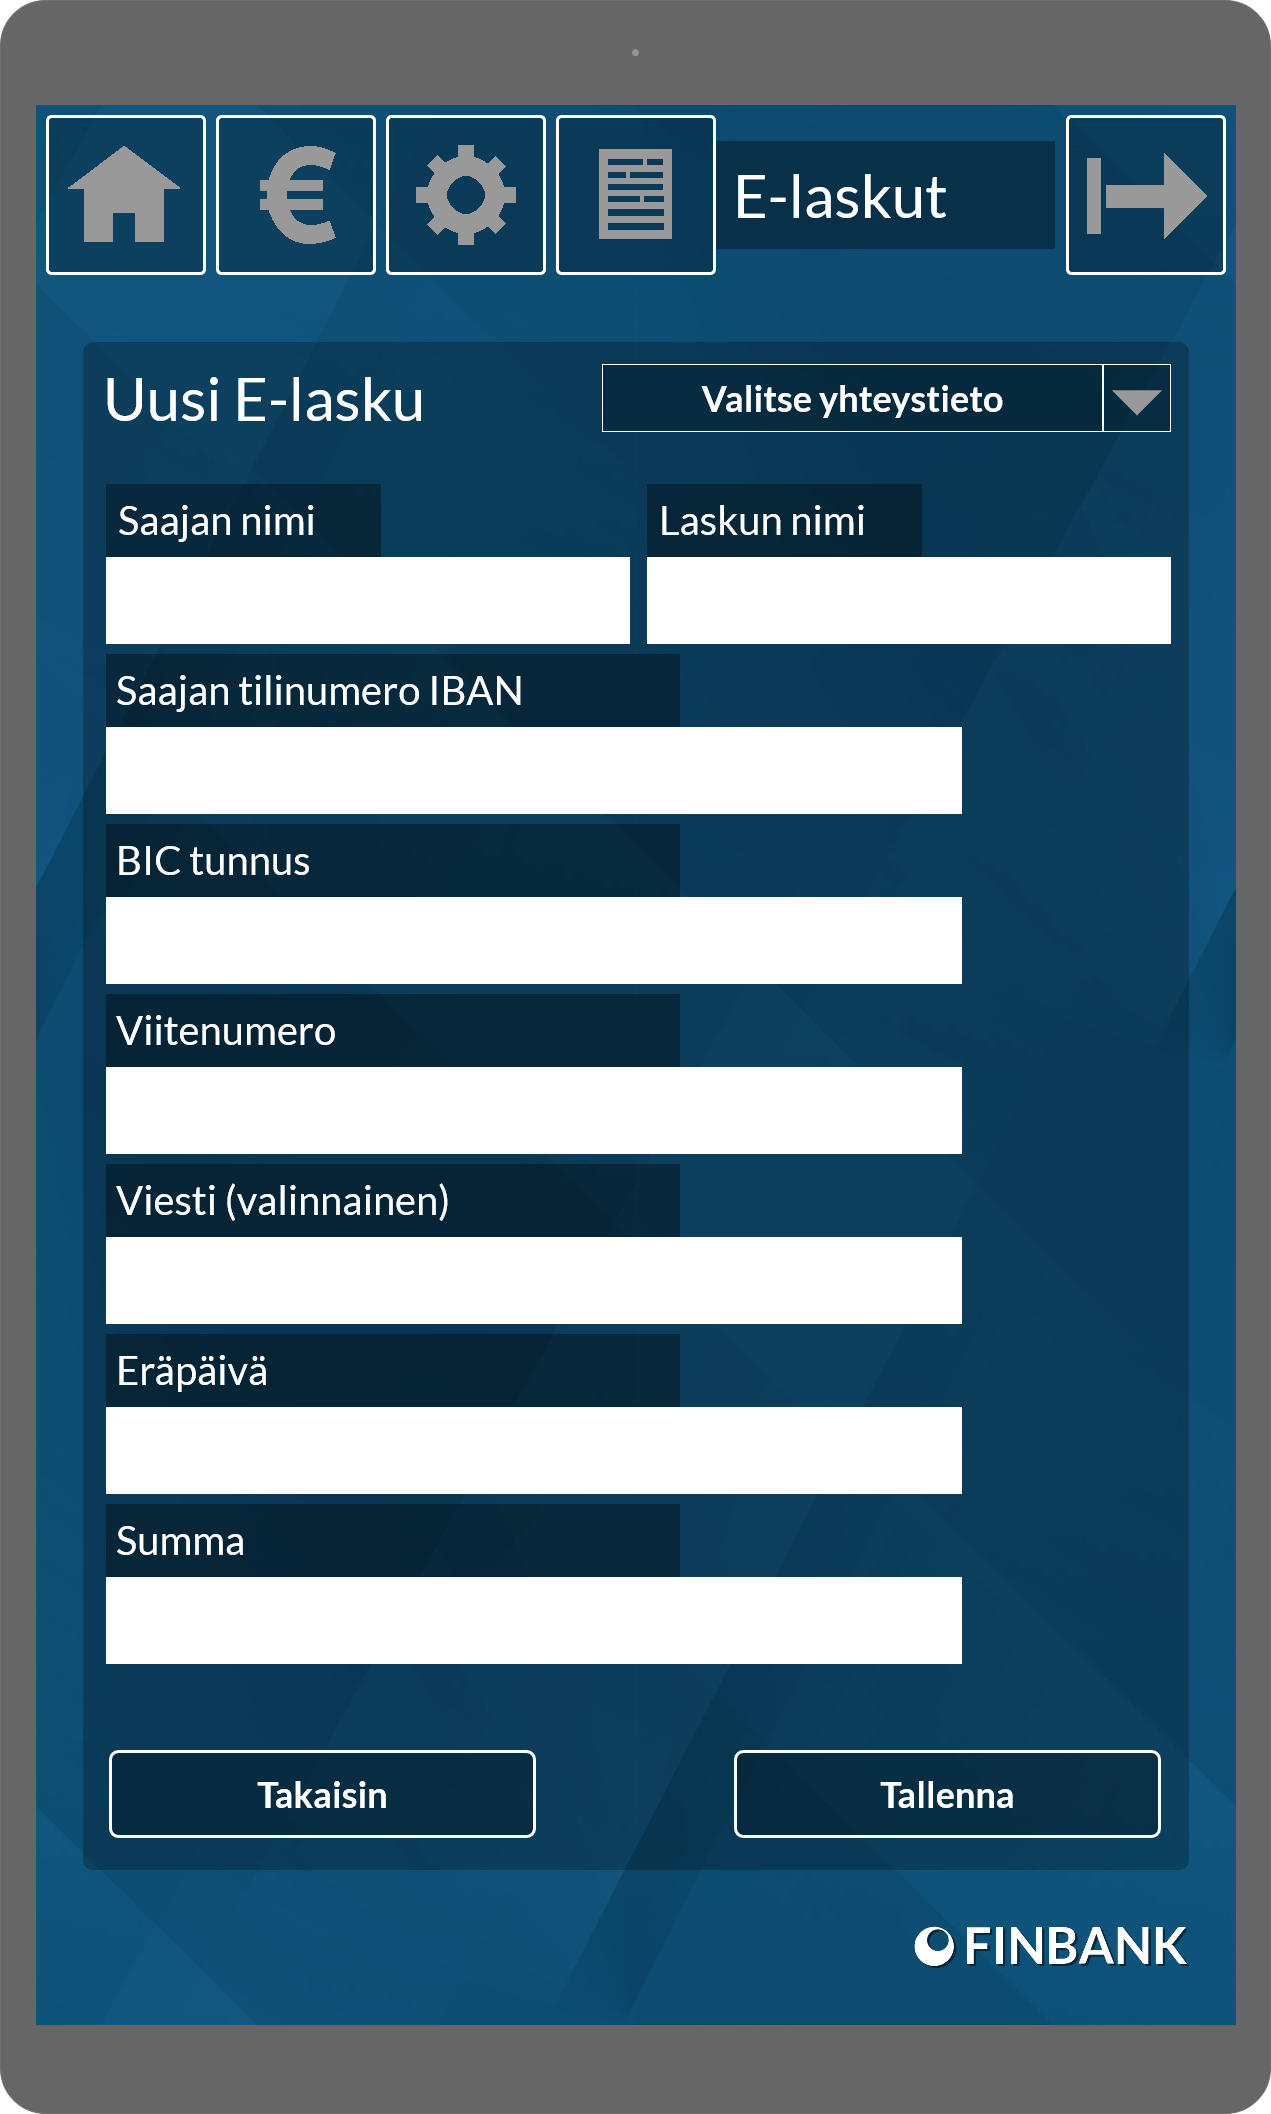 E-laskut
Uusi E-lasku
Valitse yhteystieto
Saajan nimi
Laskun nimi
Saajan tilinumero IBAN
BIC tunnus
Viitenumero
Viesti (valinnainen)
Eräpäivä
Summa
Takaisin
Tallenna
FINBANK